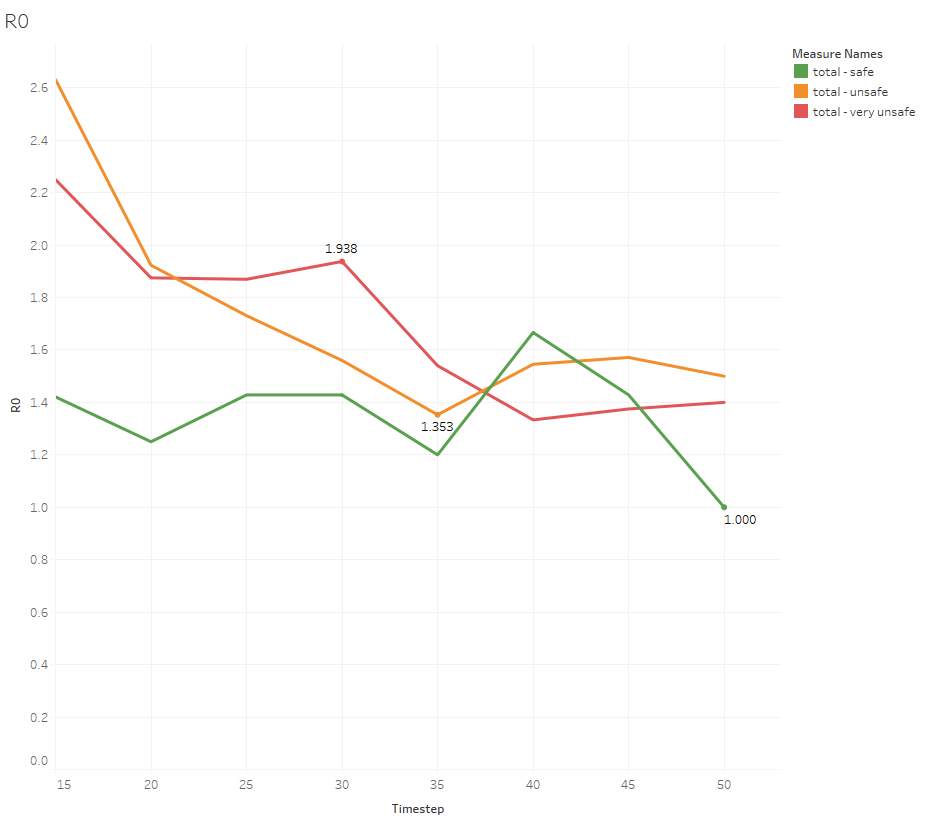 R0
Measure Names
total - safe
total - unsafe
total - very unsafe
2.6
2.4
2.2
2.0
1.8
1.6
1.4
1.2
1.0
0.8
0.6
0.4
0.2
0.0
R0
1.938
1.353
1.000
15 20 25 30 35 40 45 50
Timestep